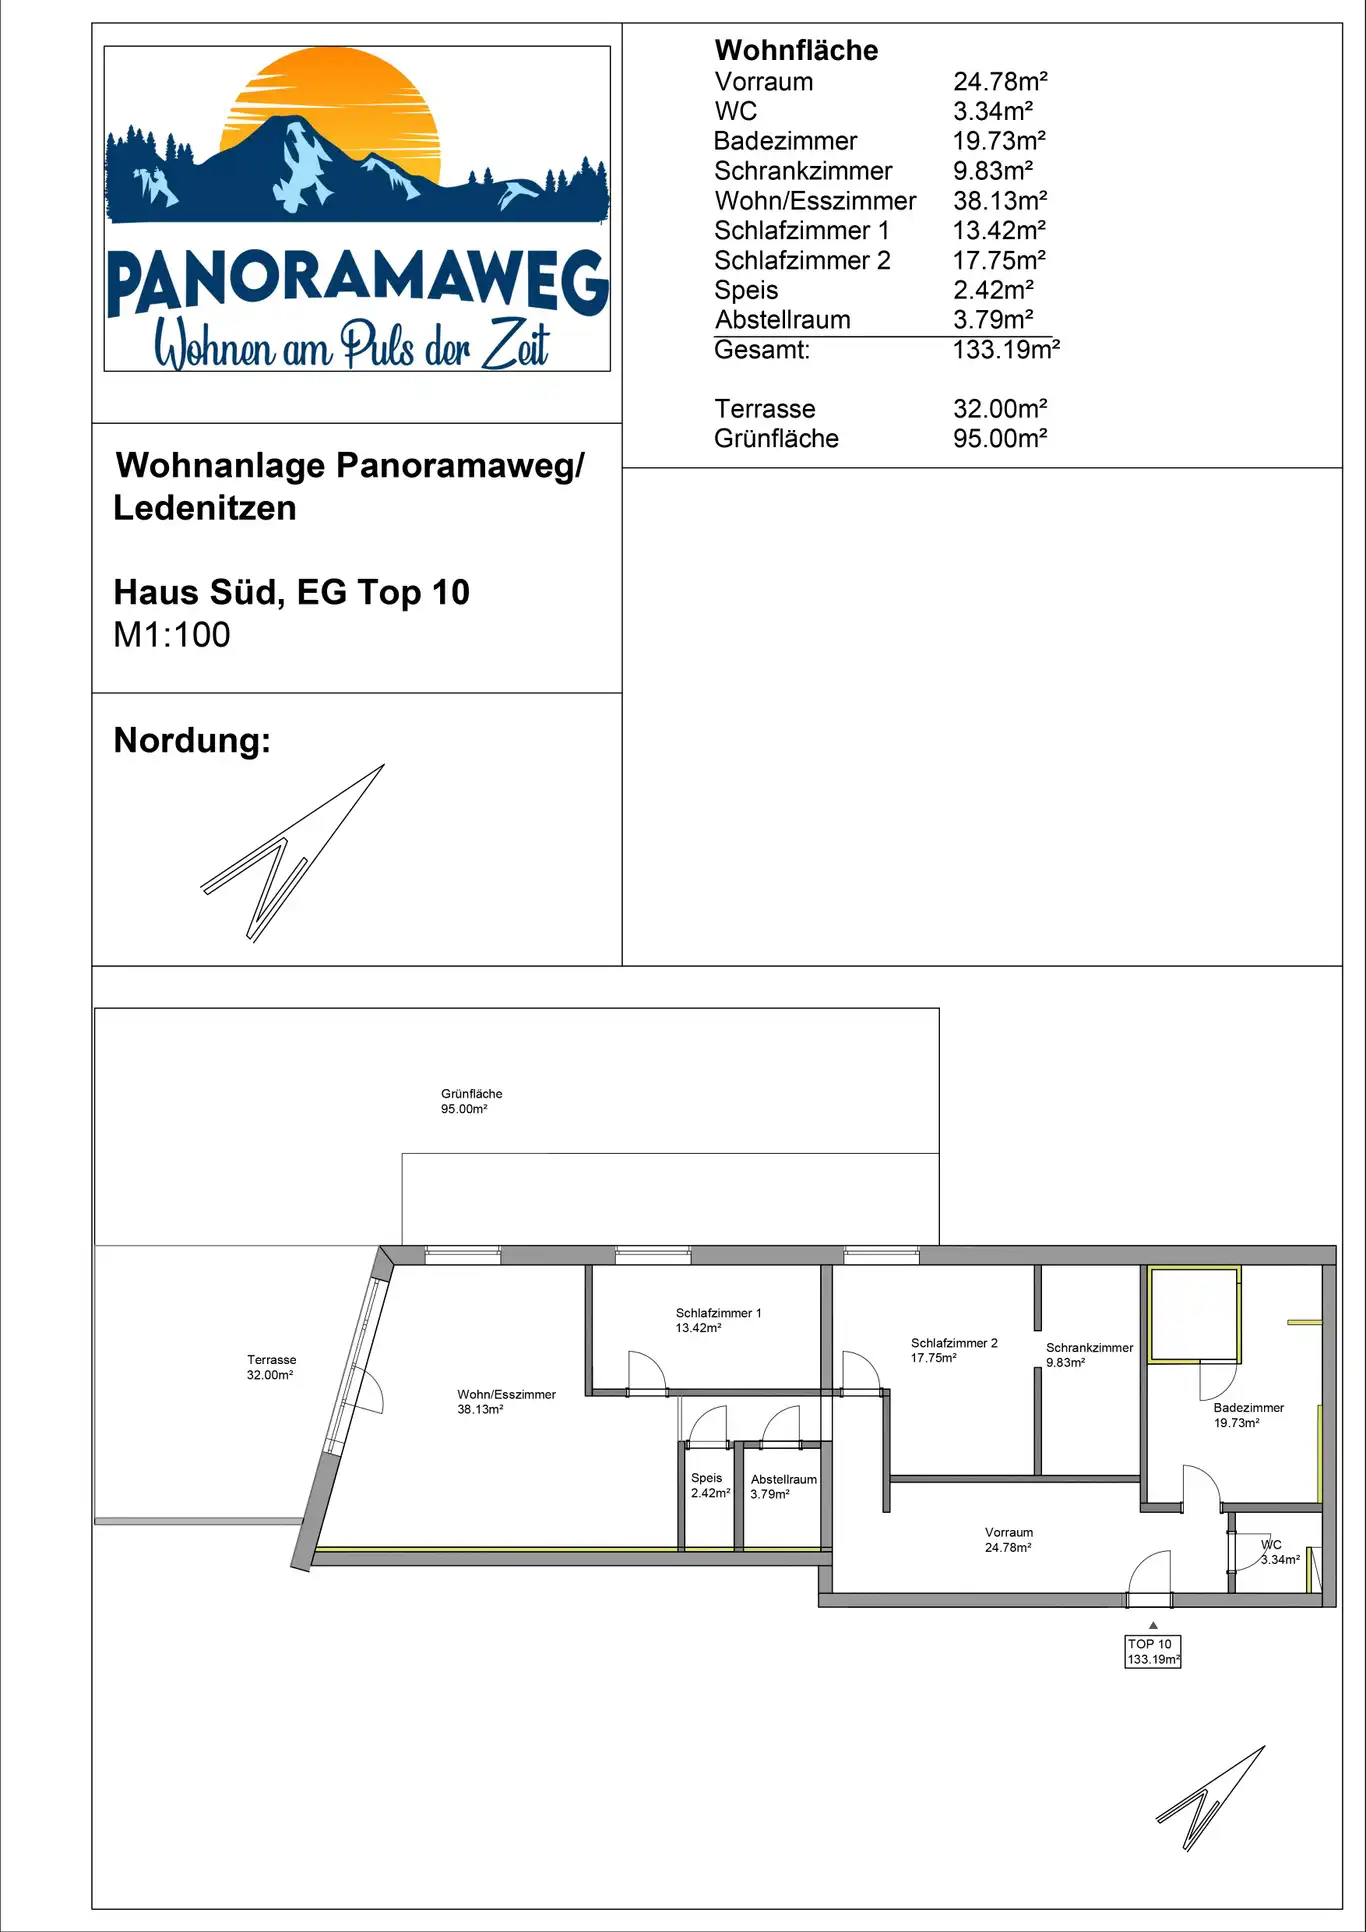 PANORAMAWEG
Wohnen am Puls der Zeit
Wohnfläche
Vorraum 24.78m²
WC 3.34m²
Badezimmer 19.73m²
Schrankzimmer 9.83m²
Wohn/Esszimmer 38.13m²
Schlafzimmer 1 13.42m²
Schlafzimmer 2 17.75m²
Speis 2.42m²
Abstellraum 3.79m²
Gesamt: 133.19m²
Terrasse 32.00m²
Grünfläche 95.00m²
Wohnanlage Panoramaweg/
Ledenitzen
Haus Süd, EG Top 10
M1:100
Nordung:
N
Grünfläche
95.00m²
Schlafzimmer 1
13.42m²
Schlafzimmer 2
17.75m²
Schrankzimmer
9.83m²
Terrasse
32.00m²
Wohn/Esszimmer
38.13m²
Badezimmer
19.73m²
Speis
2.42m²
Abstellraum
3.79m²
Vorraum
24.78m²
WC
3.34m²
TOP 10
133.19m²
N